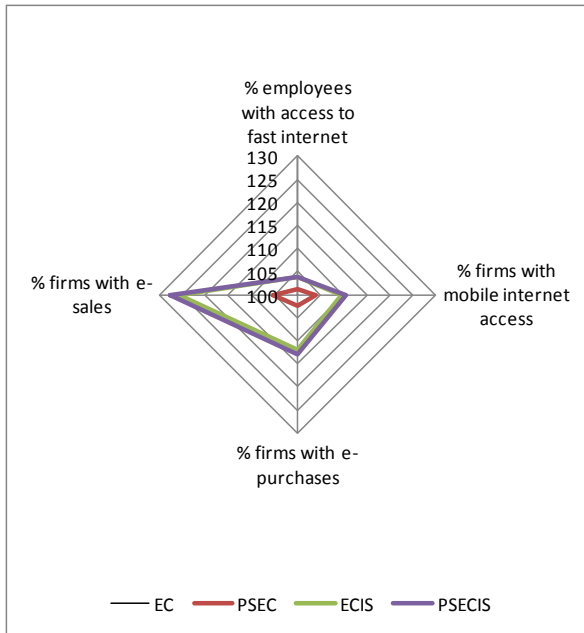 % employees
with access to
fast internet
130
125
120
115
110
105
100
% firms with e-
sales
% firms with
mobile internet
access
% firms with e-
purchases
EC PSEC ECIS PSECIS